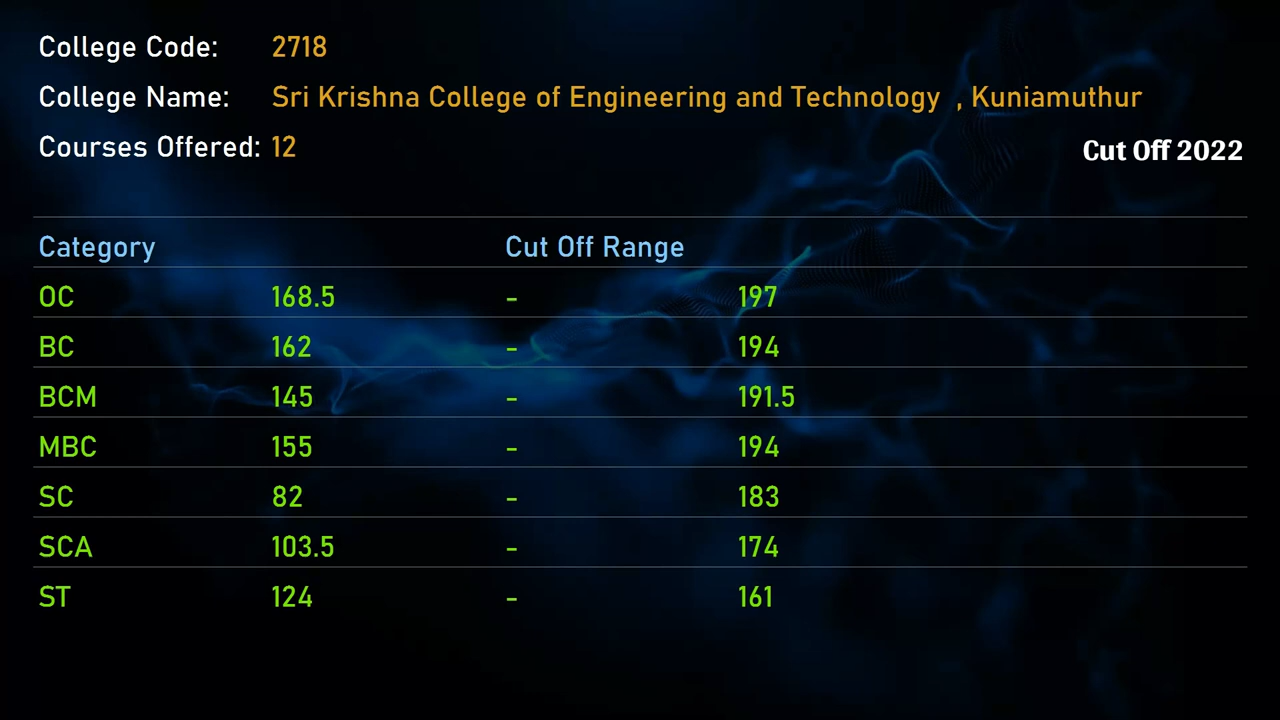 College Code: 2718
College Name: Sri Krishna College of Engineering and Technology , Kuniamuthur
Courses Offered: 12
Cut Off 2022
Category Cut Off Range
OC 168.5 - 197
BC 162 - 194
BCM 145 - 191.5
MBC 155 - 194
SC 82 - 183
SCA 103.5 - 174
ST 124 - 161